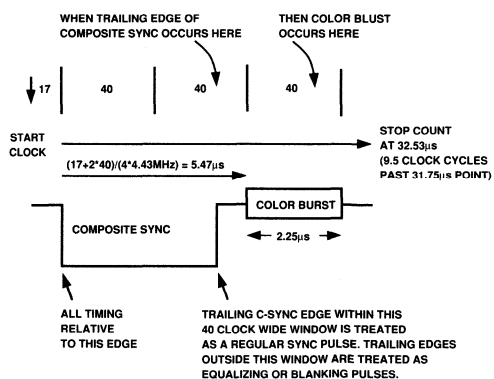 WHEN TRAILING EDGE OF
COMPOSITE SYNC OCCURS HERE
THEN COLOR BLUST
OCCURS HERE
17
40
40
40
START
CLOCK
(17+2*40)/(4*4.43MHz) = 5.47µs
STOP COUNT
AT 32.53µs
(9.5 CLOCK CYCLES
PAST 31.75µs POINT)
COMPOSITE SYNC
COLOR BURST
2.25µs
ALL TIMING
RELATIVE
TO THIS EDGE
TRAILING C-SYNC EDGE WITHIN THIS
40 CLOCK WIDE WINDOW IS TREATED
AS A REGULAR SYNC PULSE. TRAILING EDGES
OUTSIDE THIS WINDOW ARE TREATED AS
EQUALIZING OR BLANKING PULSES.